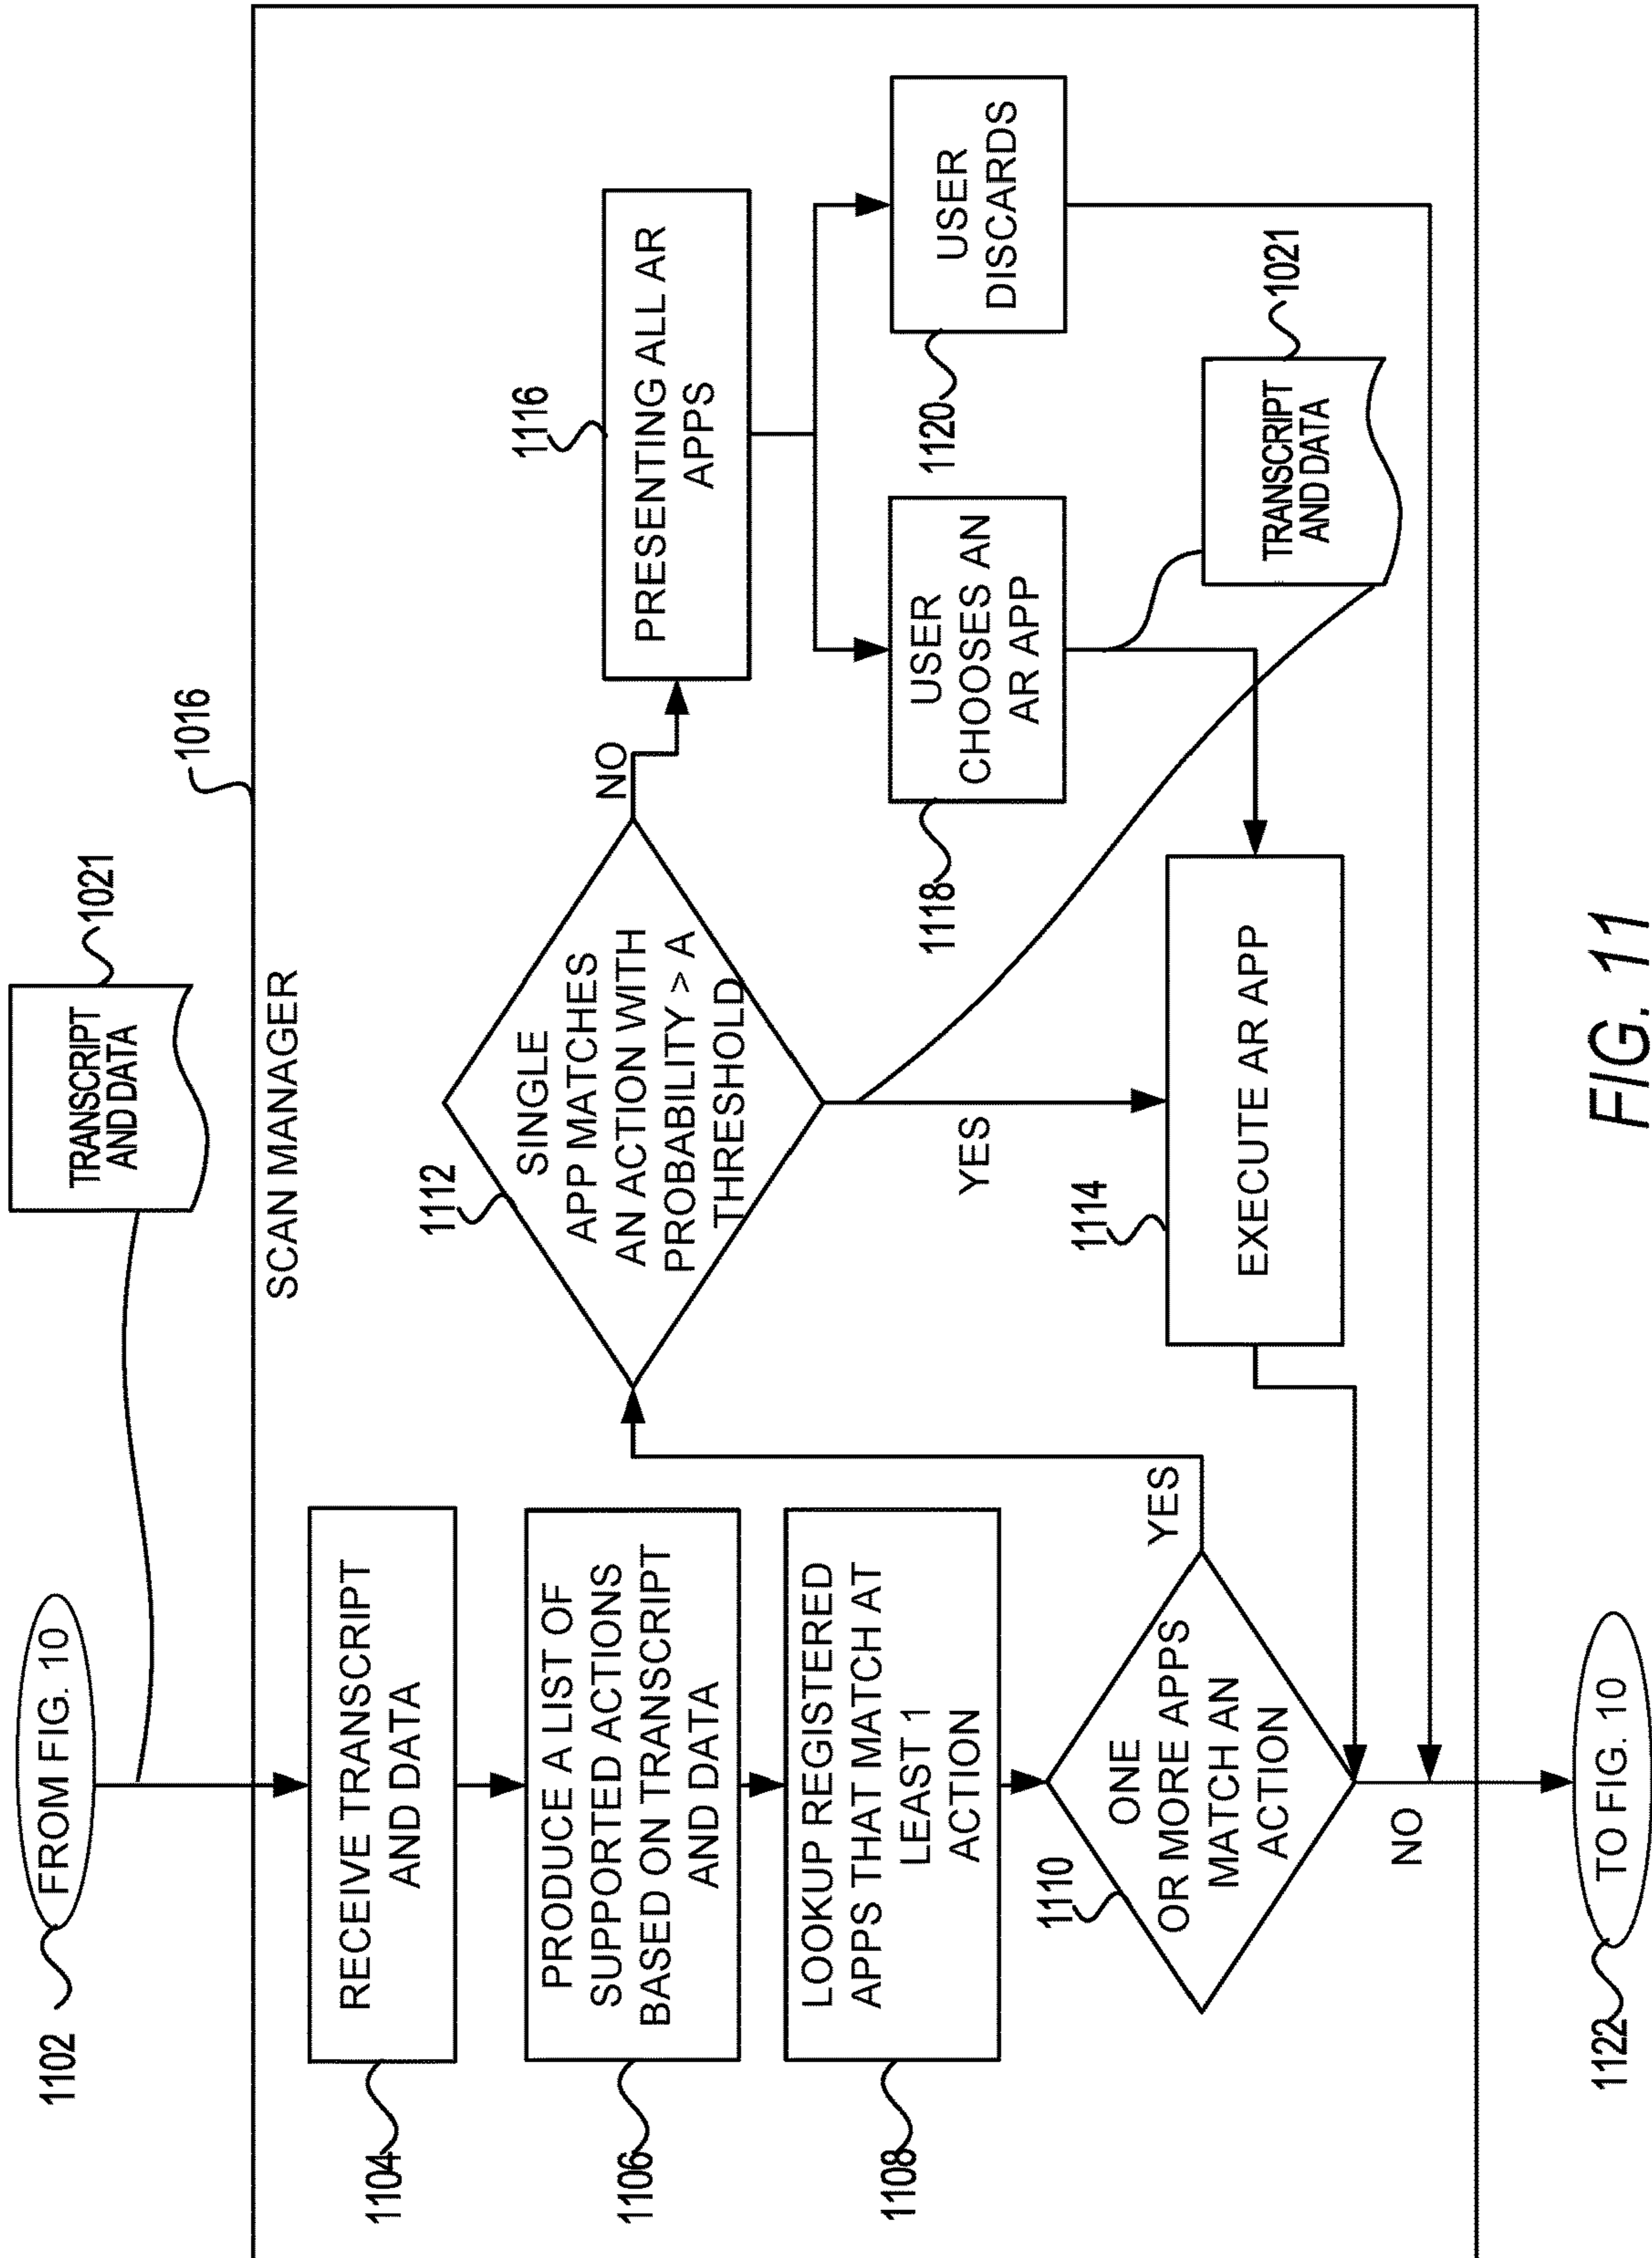 1102
FROM FIG. 10
TRANSCRIPT
AND DATA
1021
SCAN MANAGER
1016
1104
RECEIVE TRANSCRIPT
AND DATA
1106
PRODUCE A LIST OF
SUPPORTED ACTIONS
BASED ON TRANSCRIPT
AND DATA
1108
LOOKUP REGISTERED
APPS THAT MATCH AT
LEAST 1
ACTION
1110
ONE
OR MORE APPS
MATCH AN
ACTION
YES
NO
1112
SINGLE
APP MATCHES
AN ACTION WITH
PROBABILITY > A
THRESHOLD
NO
YES
1114
EXECUTE AR APP
1116
PRESENTING ALL AR
APPS
1118
USER
CHOOSES AN
AR APP
1120
USER
DISCARDS
TRANSCRIPT
AND DATA
1021
1122
TO FIG. 10
FIG. 11